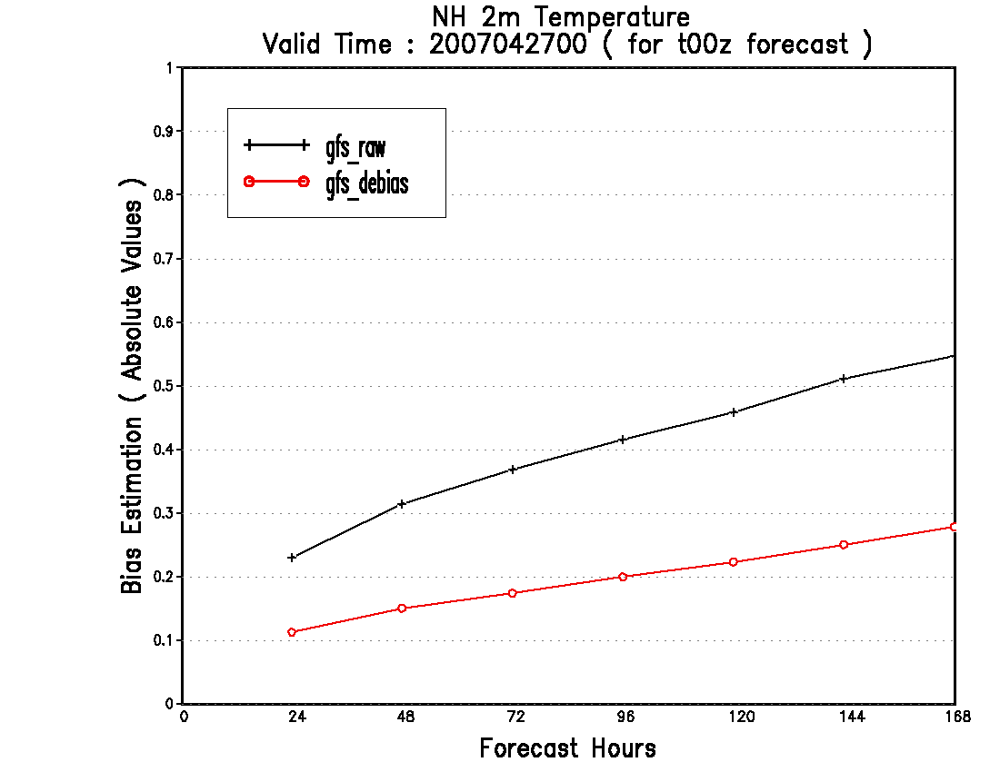 NH 2m Temperature
Valid Time : 2007042700 ( for t00z forecast )
gfs_raw
gfs_debias
Bias Estimation ( Absolute Values )
1
0.9
0.8
0.7
0.6
0.5
0.4
0.3
0.2
0.1
0
0 24 48 72 96 120 144 168
Forecast Hours